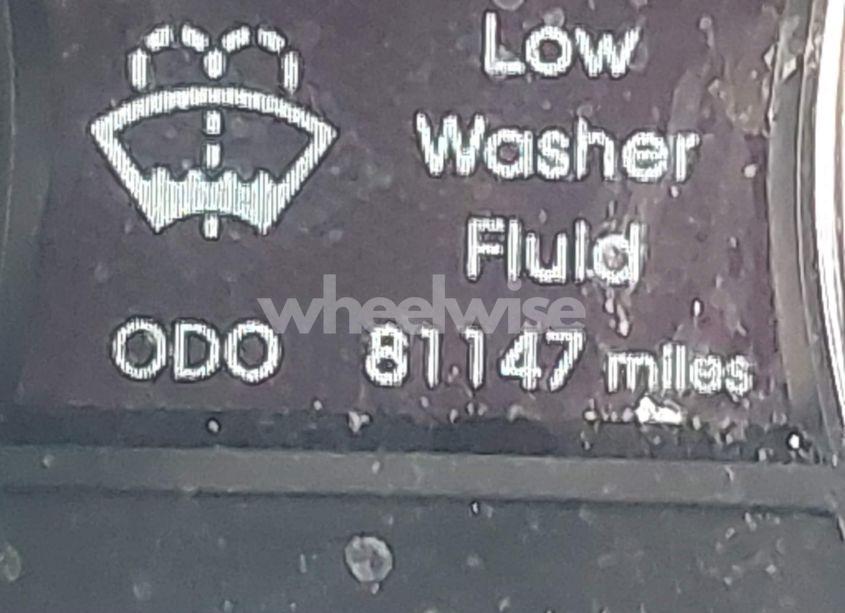 Low
Washer
Fluid
wheelwise
ODO 81147 miles